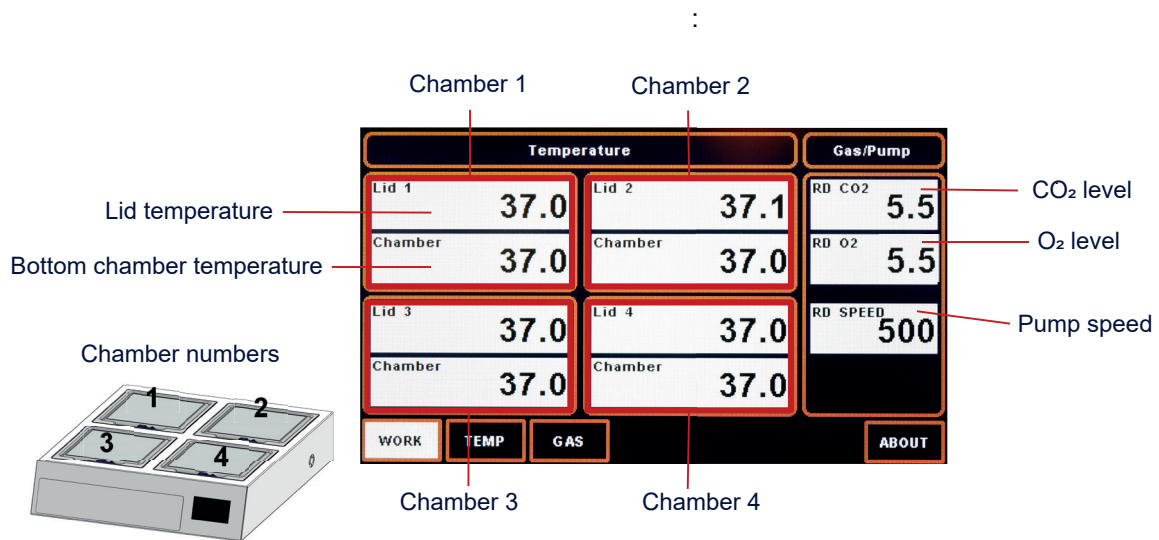 :
Chamber 1
Chamber 2
Temperature
Gas/Pump
Lid 1
37.0
Lid 2
37.1
RD CO2
5.5
CO₂ level
Lid temperature
Chamber
37.0
Chamber
37.0
RD O2
5.5
O₂ level
Bottom chamber temperature
Lid 3
37.0
Lid 4
37.0
RD SPEED
500
Pump speed
Chamber numbers
Chamber
37.0
Chamber
37.0
1
2
3
4
WORK
TEMP
GAS
ABOUT
Chamber 3
Chamber 4